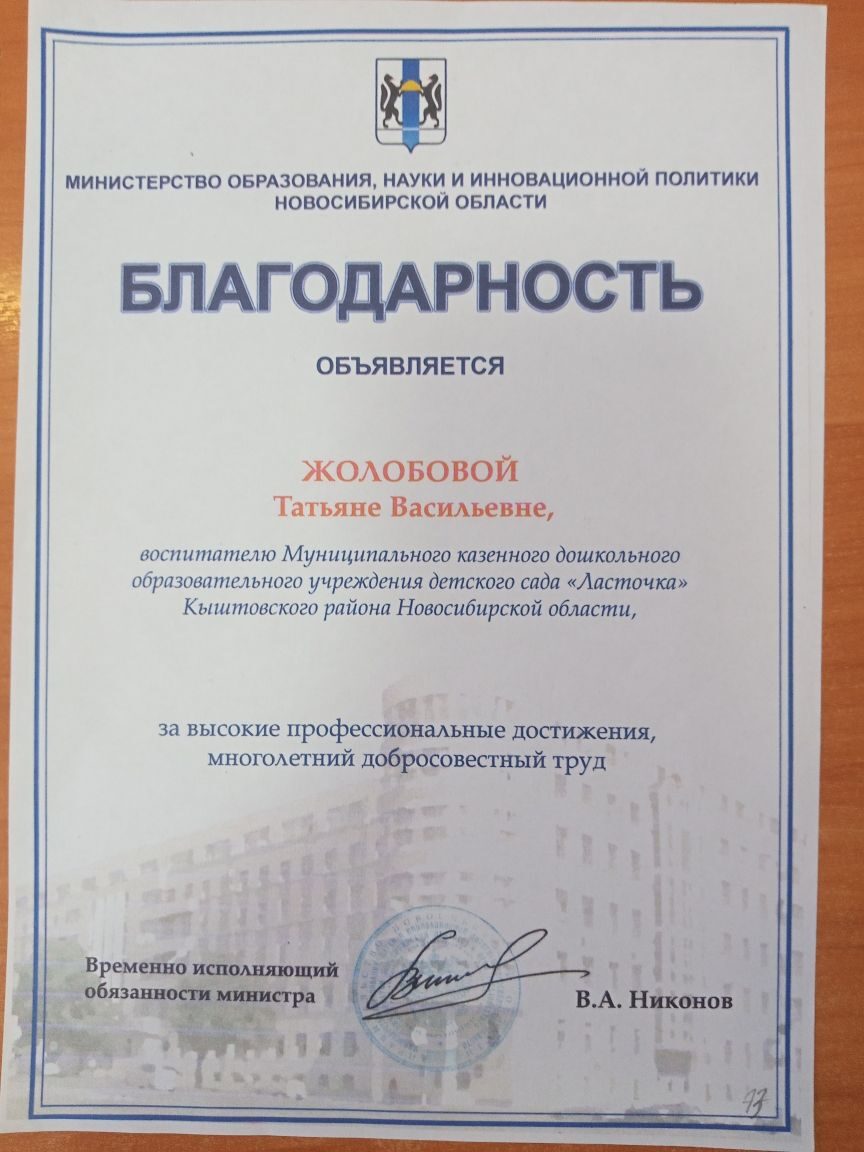 МИНИСТЕРСТВО ОБРАЗОВАНИЯ, НАУКИ И ИННОВАЦИОННОЙ ПОЛИТИКИ
НОВОСИБИРСКОЙ ОБЛАСТИ
БЛАГОДАРНОСТЬ
ОБЪЯВЛЯЕТСЯ
ЖОЛОБОВОЙ
Татьяне Васильевне,
воспитателю Муниципального казенного дошкольного
образовательного учреждения детского сада «Ласточка»
Кыштовского района Новосибирской области,
за высокие профессиональные достижения,
многолетний добросовестный труд
Временно исполняющий
обязанности министра
В.А. Никонов